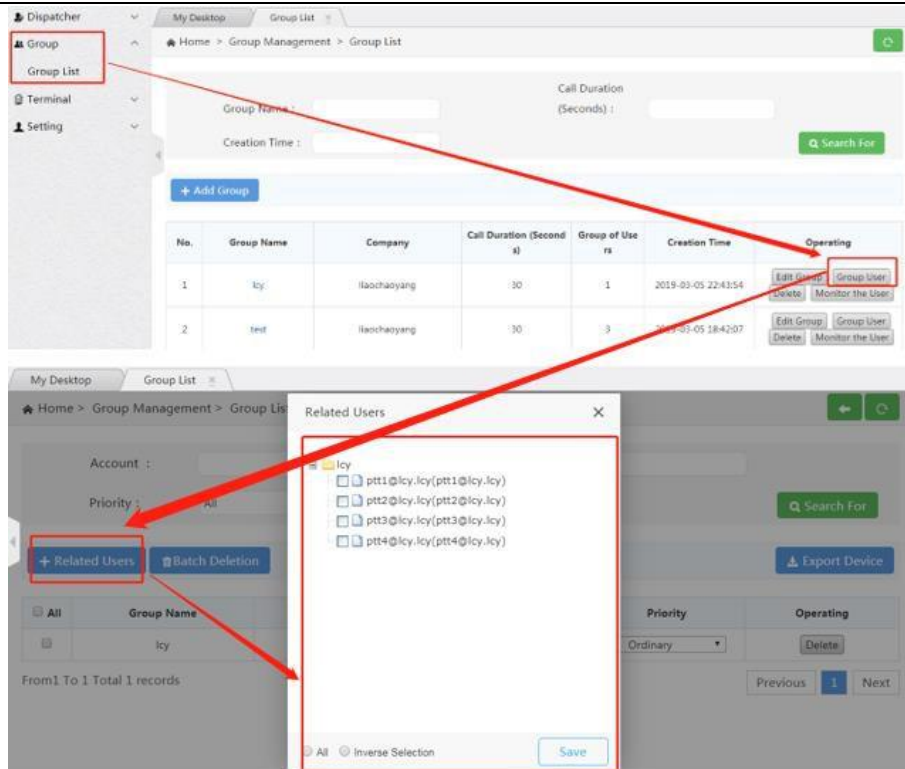 Dispatcher
My Desktop Group List
Group
Home > Group Management > Group List
Group List
Call Duration
Terminal
Group Name : (Seconds) :
Setting
Creation Time : Search For
+ Add Group
No. Group Name Company Call Duration (Second Group of Use Creation Time Operating
s) rs
1 lcy liaochaoyang 30 1 2019-03-05 22:43:54 Edit Group Group User
Delete Monitor the User
2 test liaochaoyang 30 3 2019-03-05 18:42:07 Edit Group Group User
Delete Monitor the User
My Desktop Group List
Home > Group Management > Group Lis Related Users
Account :
lcy
ptt1@lcy.lcy(ptt1@lcy.lcy)
ptt2@lcy.lcy(ptt2@lcy.lcy)
Priority : All Search For
ptt3@lcy.lcy(ptt3@lcy.lcy)
ptt4@lcy.lcy(ptt4@lcy.lcy)
+ Related Users Batch Deletion Export Device
All Group Name Priority Operating
lcy Ordinary Delete
From1 To 1 Total 1 records Previous 1 Next
All Inverse Selection Save